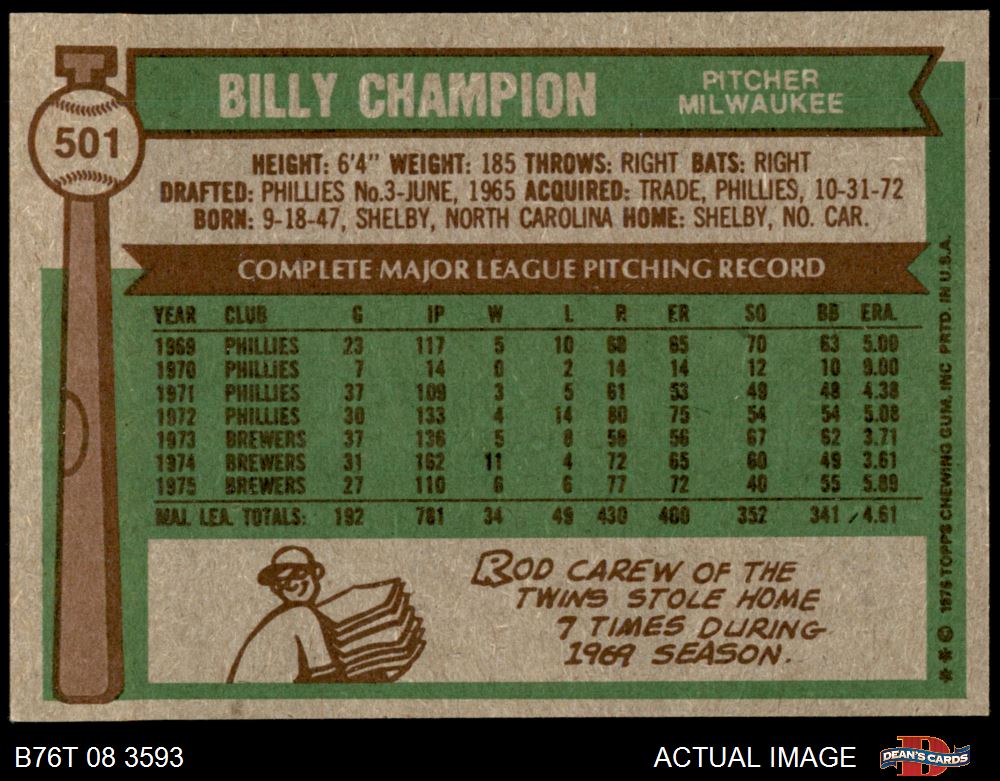 BILLY CHAMPION
PITCHER
MILWAUKEE
501
HEIGHT: 6'4" WEIGHT: 185 THROWS: RIGHT BATS: RIGHT
DRAFTED: PHILLIES No.3-JUNE, 1965 ACQUIRED: TRADE, PHILLIES, 10-31-72
BORN: 9-18-47, SHELBY, NORTH CAROLINA HOME: SHELBY, NO. CAR.
COMPLETE MAJOR LEAGUE PITCHING RECORD
YEAR CLUB G IP W L R ER SO BB ERA.
1969 PHILLIES 23 117 5 10 68 65 70 63 5.00
1970 PHILLIES 7 14 0 2 14 14 12 10 9.00
1971 PHILLIES 37 109 3 5 61 53 49 48 4.38
1972 PHILLIES 30 133 4 14 80 75 54 54 5.08
1973 BREWERS 37 136 5 8 58 56 67 62 3.71
1974 BREWERS 31 162 11 4 72 65 60 49 3.61
1975 BREWERS 27 110 6 6 77 72 40 55 5.89
MAJ. LEA. TOTALS: 192 781 34 49 430 400 352 341 4.61
ROD CAREW OF THE
TWINS STOLE HOME
7 TIMES DURING
1969 SEASON.
* * © 1976 TOPPS CHEWING GUM, INC PRTD. IN U.S.A.
B76T 08 3593
ACTUAL IMAGE
DEAN'S CARDS